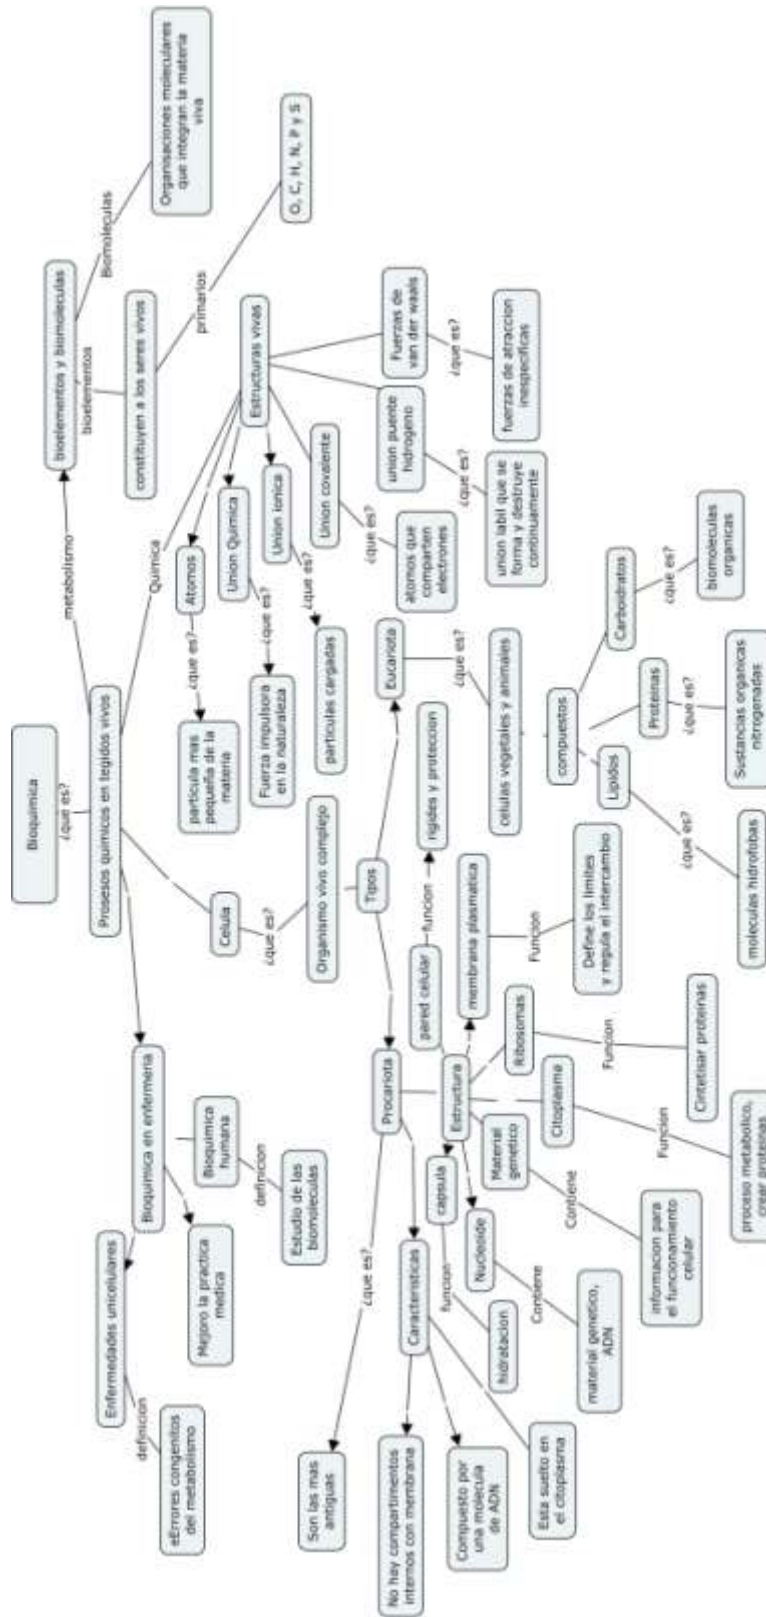 Bioquimica
¿que es?
Prosesos quimicos en tegidos vivos
metabolismo
bioelementos y biomoleculas
bioelementos
constituyen a los seres vivos
primarios
O, C, H, N, P y S
Biomoleculas
Organisaciones moleculares
que integran la materia
viva
Quimica
Estructuras vivas
Atomos
¿que es?
particula mas
pequeña de la
materia
Union Quimica
¿que es?
Fuerza impulsora
en la naturaleza
Union ionica
¿que es?
particulas cargadas
Union covalente
¿que es?
atomos que
comparten
electrones
union puente
hidrogeno
¿que es?
union labil que se
forma y destruye
continuamente
Fuerzas de
van der waals
¿que es?
fuerzas de atraccion
inespecificas
Celula
¿que es?
Organismo vivo complejo
Tipos
Eucariota
¿que es?
celulas vegetales y animales
compuestos
Lipidos
¿que es?
moleculas hidrofobas
Proteinas
¿que es?
Sustancias organicas
nitrogenadas
Carboidratos
¿que es?
biomoleculas
organicas
Procariota
¿que es?
Son las mas
antiguas
Caracteristicas
No hay compartimentos
internos con membrana
Compuesto por
una molecula
de ADN
Esta suelto en
el citoplasma
Estructura
pared celular
funcion
rigides y proteccion
membrana plasmatica
Funcion
Define los limites
y regula el intercambio
Ribosomas
Funcion
Cintetisar proteinas
Citoplasma
Funcion
proceso metabolico,
crear proteinas
Material
genetico
Contiene
informacion para
el funcionamiento
celular
Nucleoide
Contiene
material genetico,
ADN
capsula
funcion
hidratacion
Bioquimica en enfermeria
Enfermedades unicelulares
definicion
eErrores congenitos
del metabolismo
Mejoro la practica
medica
Bioquimica
humana
definicion
Estudio de las
biomoleculas